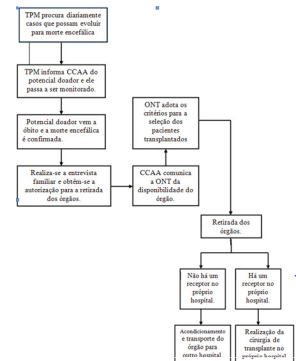 TPM procura diariamente
casos que possam evoluir
para morte encefálica
TPM informa CCAA do
potencial doador e ele
passa a ser monitorado.
Potencial doador vem a
óbito e a morte encefálica
é confirmada.
Realiza-se a entrevista
familiar e obtém-se a
autorização para a retirada
dos órgãos.
ONT adota os
critérios para a
seleção dos
pacientes
transplantados
CCAA comunica
a ONT da
disponibilidade do
órgão.
Retirada dos
órgãos.
Não há um
receptor no
próprio
hospital.
Há um
receptor no
próprio
hospital.
Acondicionamento
e transporte do
órgão para
outro hospital
Realização da
cirurgia de
transplante no
próprio hospital